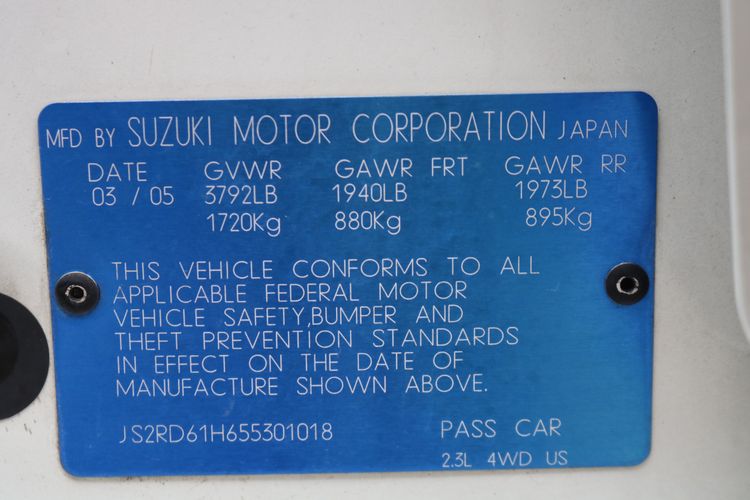 MFD BY SUZUKI MOTOR CORPORATION JAPAN
DATE GVWR GAWR FRT GAWR RR
03 / 05 3792LB 1940LB 1973LB
1720Kg 880Kg 895Kg
THIS VEHICLE CONFORMS TO ALL
APPLICABLE FEDERAL MOTOR
VEHICLE SAFETY,BUMPER AND
THEFT PREVENTION STANDARDS
IN EFFECT ON THE DATE OF
MANUFACTURE SHOWN ABOVE.
JS2RD61H655301018 PASS CAR
2.3L 4WD US